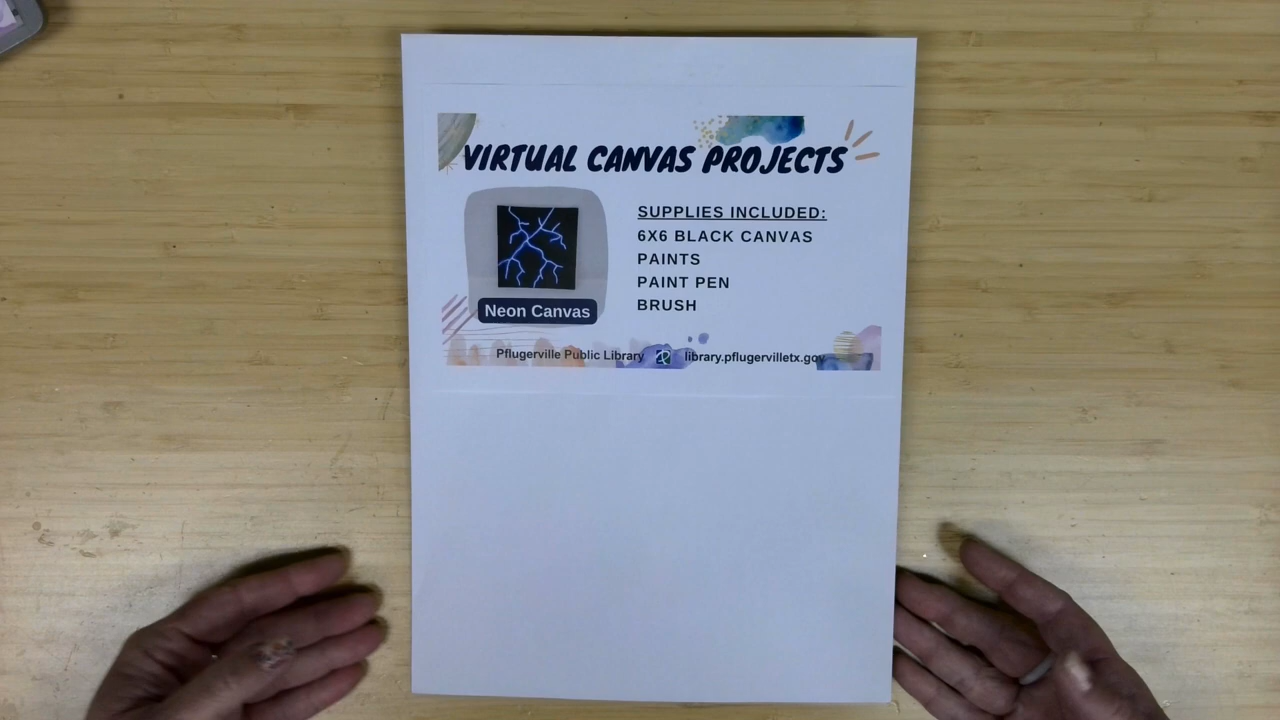 VIRTUAL CANVAS PROJECTS
SUPPLIES INCLUDED:
6X6 BLACK CANVAS
PAINTS
PAINT PEN
BRUSH
Neon Canvas
Pflugerville Public Library library.pflugervilletx.gov